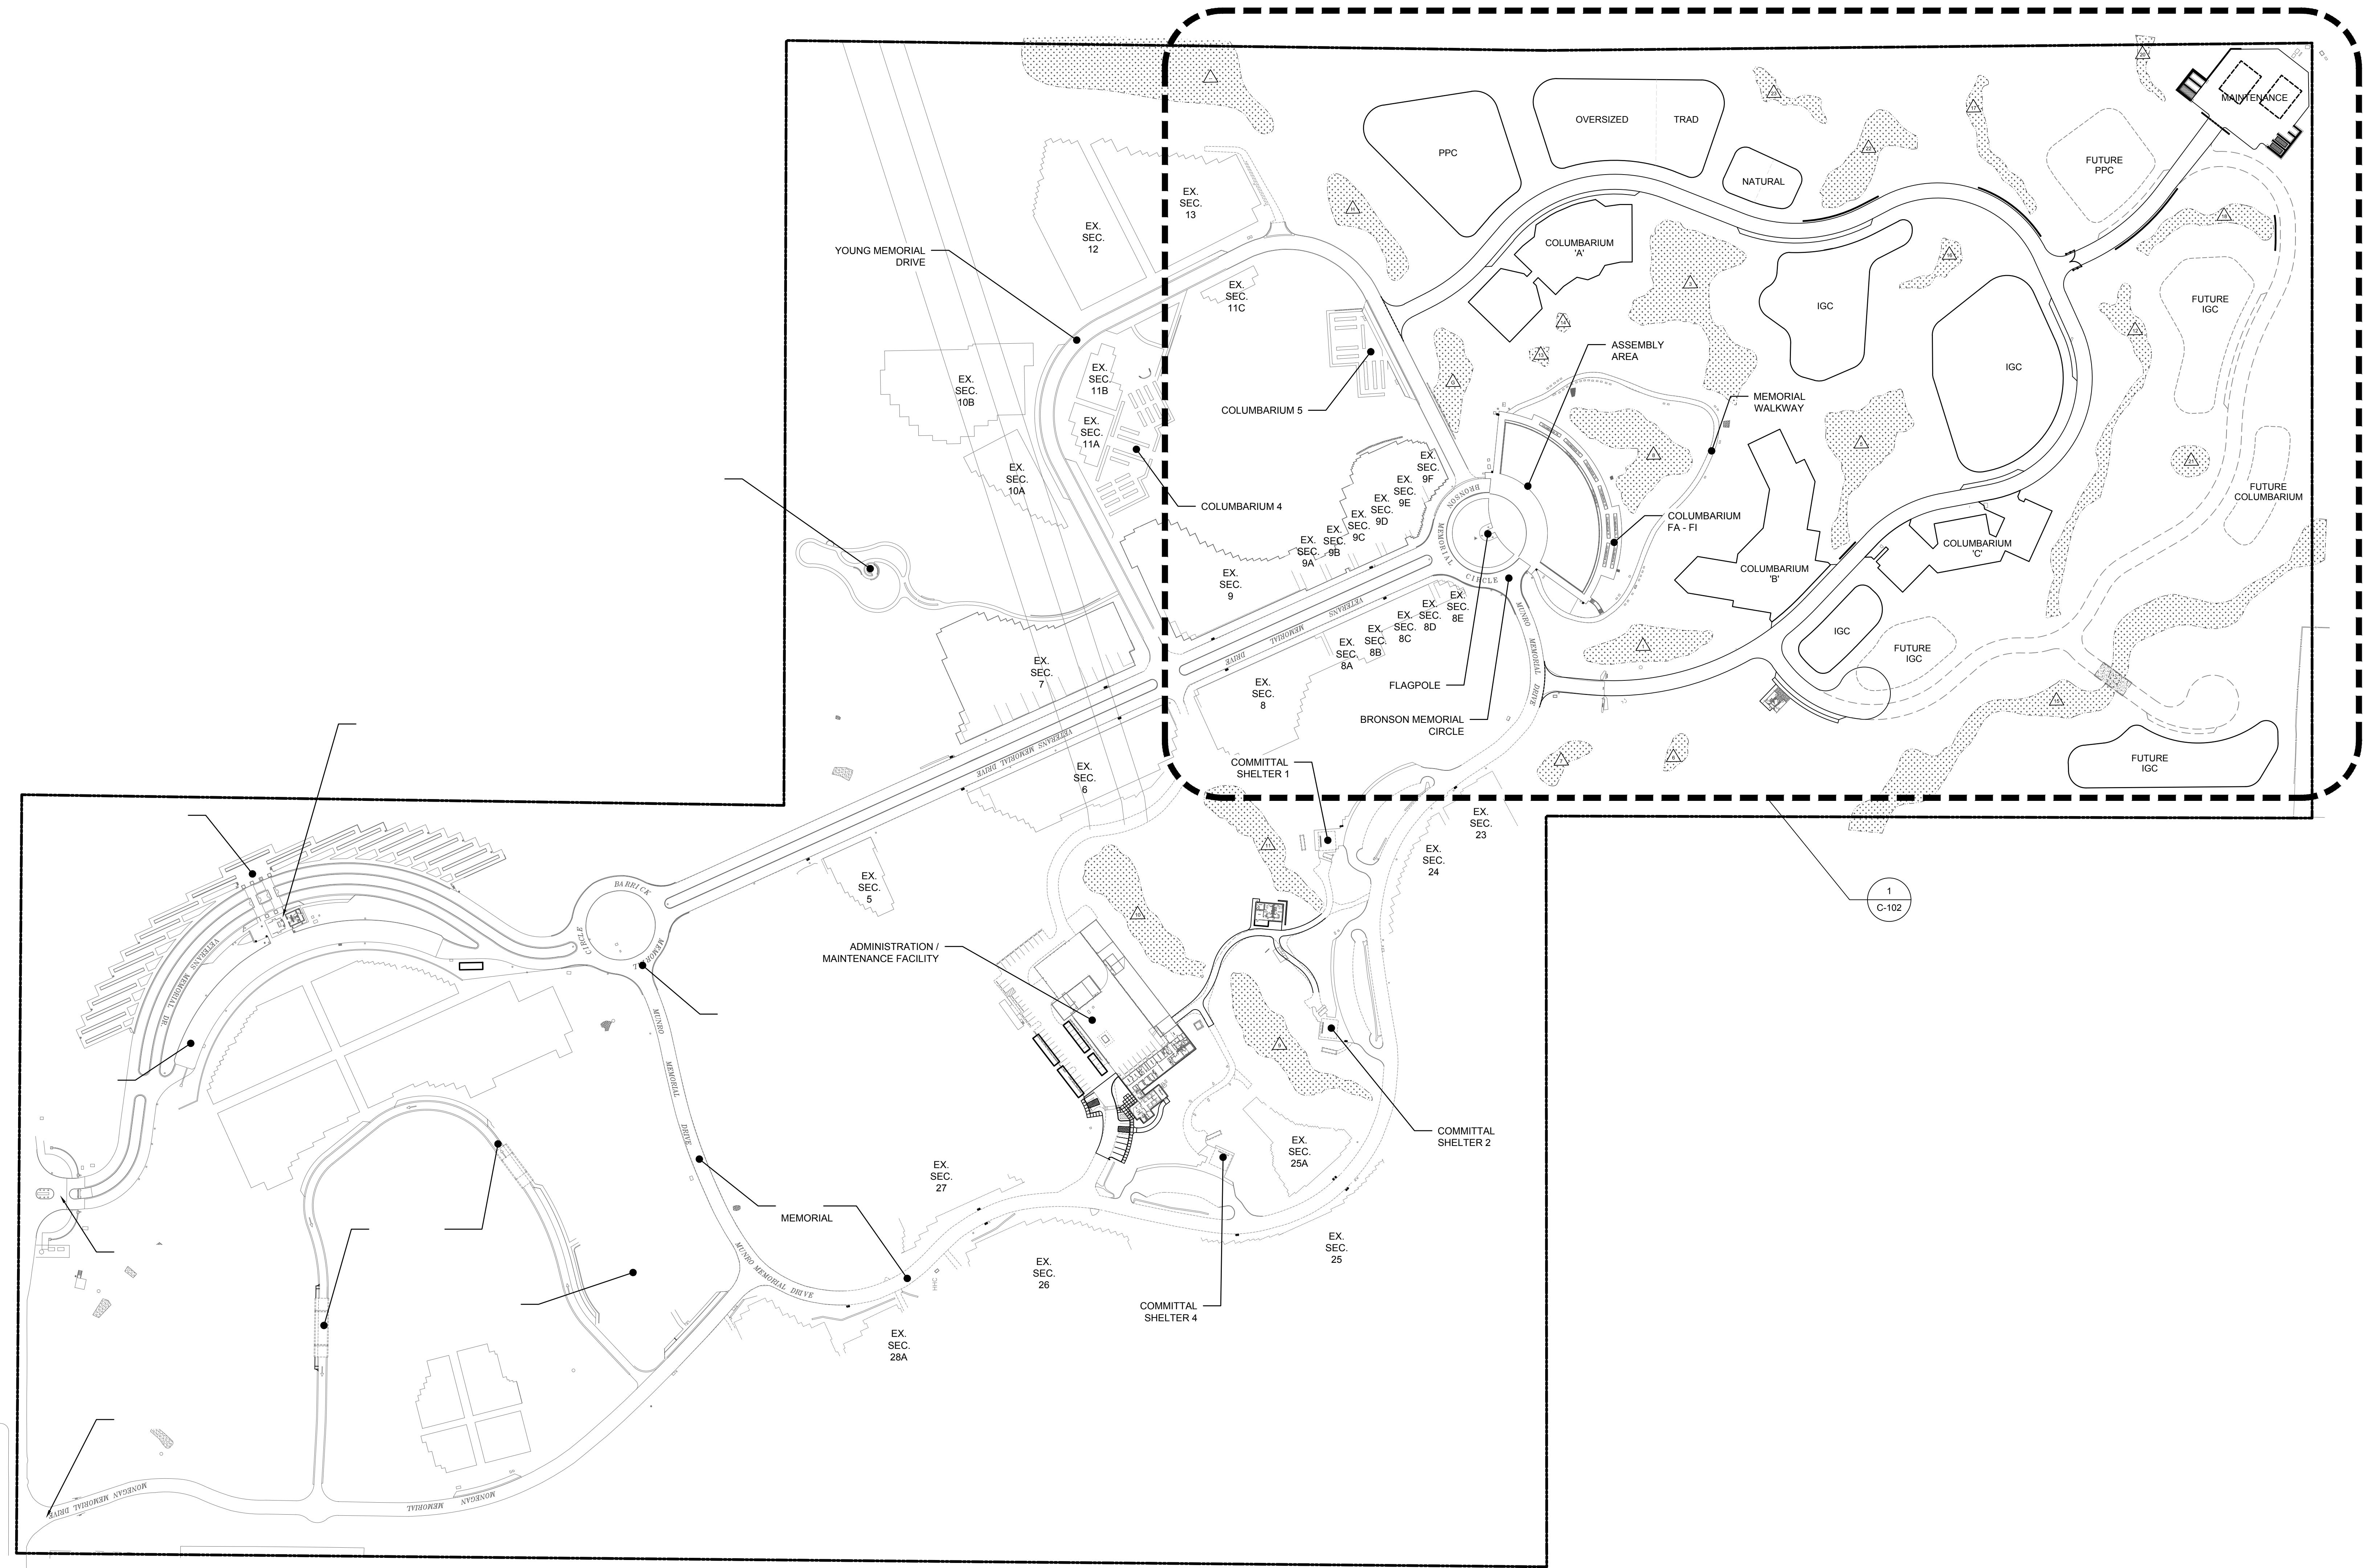 MAINTENANCE
OVERSIZED
TRAD
PPC
NATURAL
FUTURE
PPC
EX.
SEC.
13
EX.
SEC.
12
YOUNG MEMORIAL
DRIVE
COLUMBARIUM
'A'
EX.
SEC.
11C
IGC
FUTURE
IGC
ASSEMBLY
AREA
IGC
EX.
SEC.
11B
EX.
SEC.
10B
COLUMBARIUM 5
MEMORIAL
WALKWAY
EX.
SEC.
11A
EX.
SEC.
10A
COLUMBARIUM 4
EX.
SEC.
9F
EX.
SEC.
9E
EX.
SEC.
9D
EX.
SEC.
9C
EX.
SEC.
9B
EX.
SEC.
9A
EX.
SEC.
9
BRONSON
MEMORIAL
CIRCLE
COLUMBARIUM
FA - FI
FUTURE
COLUMBARIUM
COLUMBARIUM
'C'
COLUMBARIUM
'B'
VETERANS
MEMORIAL
DRIVE
EX.
SEC.
8E
EX.
SEC.
8D
EX.
SEC.
8C
EX.
SEC.
8B
EX.
SEC.
8A
EX.
SEC.
8
MUNRO
MEMORIAL
DRIVE
IGC
FUTURE
IGC
EX.
SEC.
7
FLAGPOLE
BRONSON MEMORIAL
CIRCLE
VETERANS MEMORIAL DRIVE
EX.
SEC.
6
COMMITTAL
SHELTER 1
FUTURE
IGC
EX.
SEC.
23
EX.
SEC.
24
1
C-102
EX.
SEC.
5
BARRICK
MEMORIAL
CIRCLE
VETERANS MEMORIAL DR.
ADMINISTRATION /
MAINTENANCE FACILITY
MUNRO
MEMORIAL
DRIVE
COMMITTAL
SHELTER 2
EX.
SEC.
25A
EX.
SEC.
27
MEMORIAL
MUNRO MEMORIAL DRIVE
HHC
EX.
SEC.
26
EX.
SEC.
25
COMMITTAL
SHELTER 4
EX.
SEC.
28A
MONEGAN MEMORIAL DRIVE
MONEGAN MEMORIAL